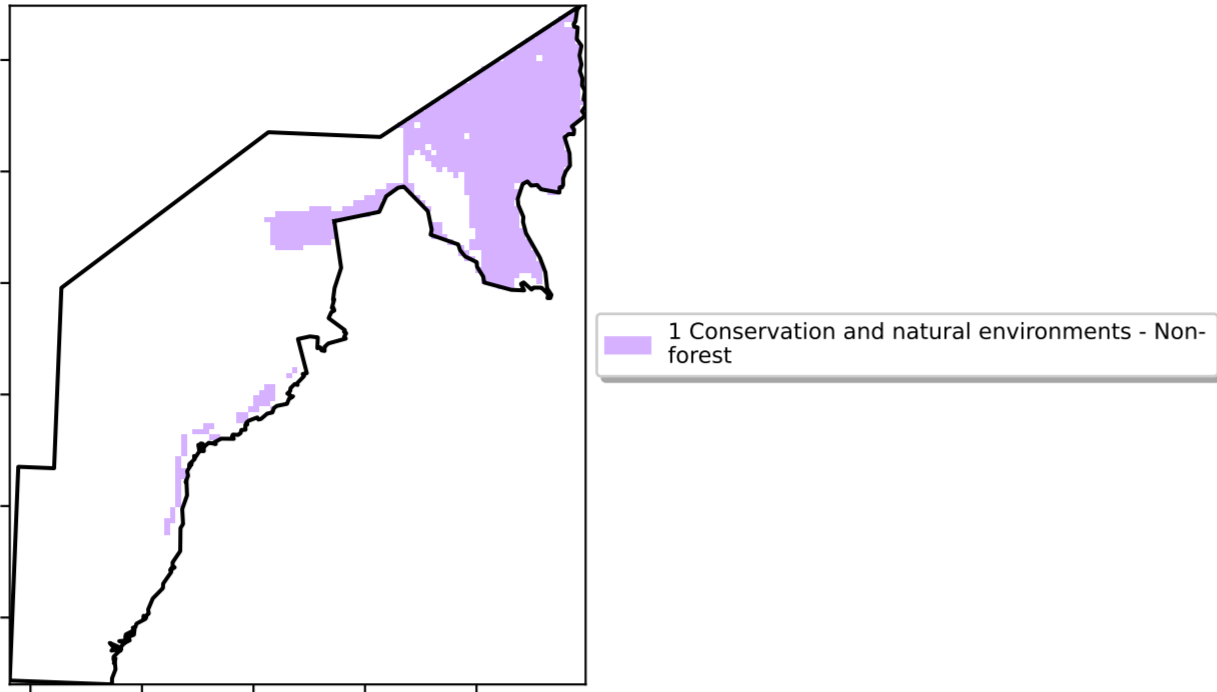 1 Conservation and natural environments - Non-
forest